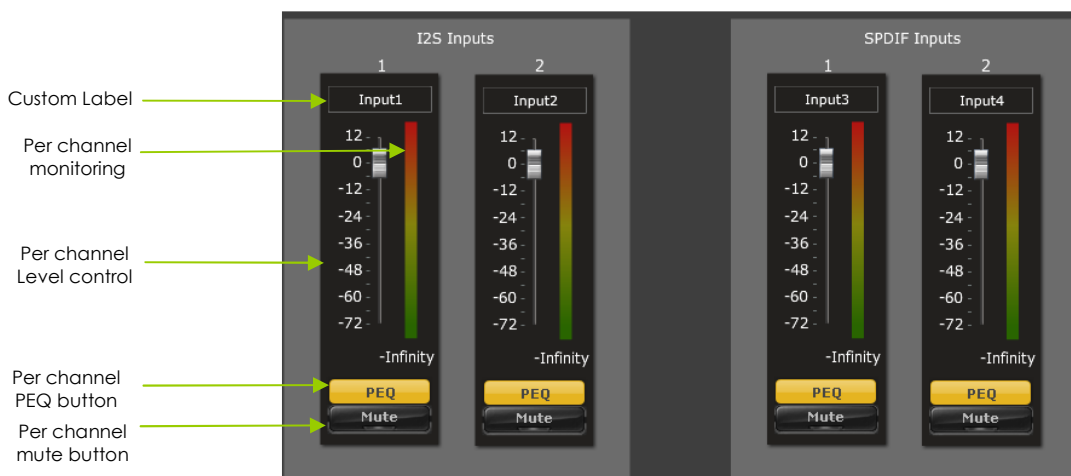 I2S Inputs
SPDIF Inputs
1
2
1
2
Custom Label
Input1
Input2
Input3
Input4
Per channel
monitoring
12
0
-12
-24
-36
-48
-60
-72
12
0
-12
-24
-36
-48
-60
-72
12
0
-12
-24
-36
-48
-60
-72
12
0
-12
-24
-36
-48
-60
-72
Per channel
Level control
-Infinity
-Infinity
-Infinity
-Infinity
Per channel
PEQ button
PEQ
PEQ
PEQ
PEQ
Per channel
mute button
Mute
Mute
Mute
Mute